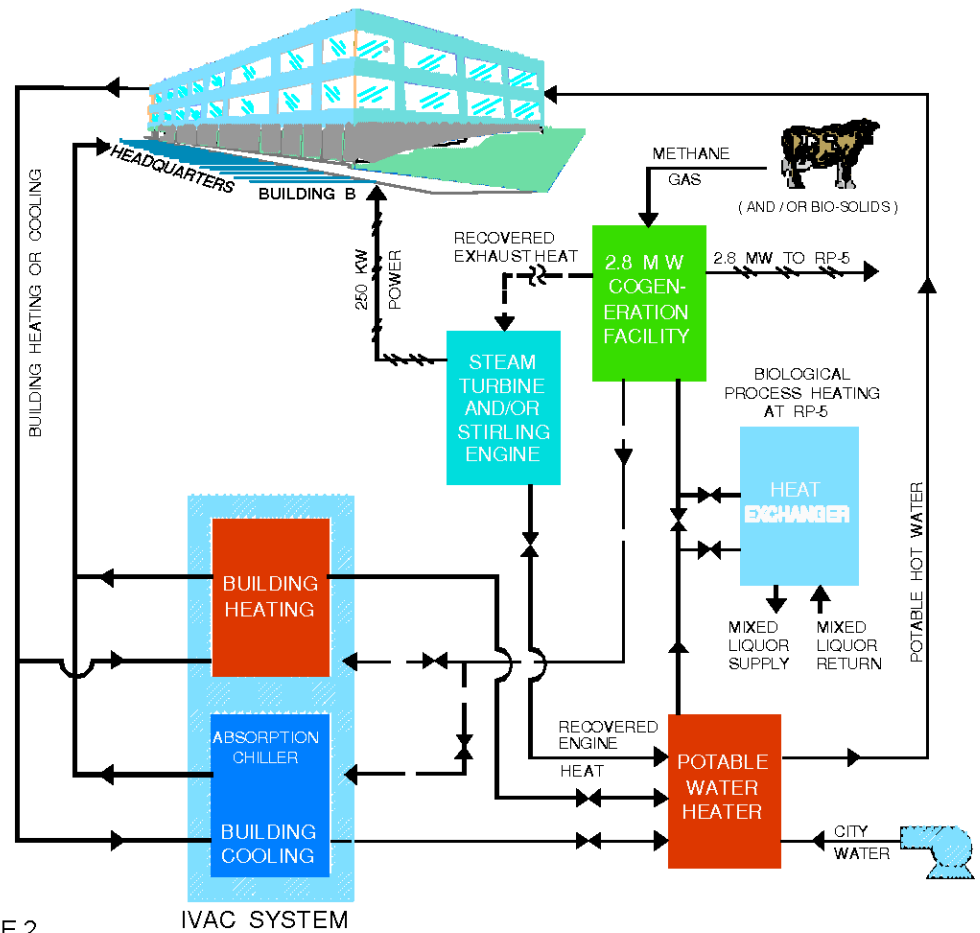 HEADQUARTERS
BUILDING B
METHANE
GAS
( AND / OR BIO-SOLIDS )
RECOVERED
EXHAUST HEAT
2.8 M W
COGEN-
ERATION
FACILITY
2.8 MW TO RP-5
250 KW
POWER
BUILDING HEATING OR COOLING
STEAM
TURBINE
AND/OR
STIRLING
ENGINE
BIOLOGICAL
PROCESS HEATING
AT RP-5
HEAT
EXCHANGER
MIXED
LIQUOR
SUPPLY
MIXED
LIQUOR
RETURN
POTABLE HOT WATER
BUILDING
HEATING
ABSORPTION
CHILLER
BUILDING
COOLING
RECOVERED
ENGINE
HEAT
POTABLE
WATER
HEATER
CITY
WATER
IVAC SYSTEM
E 2